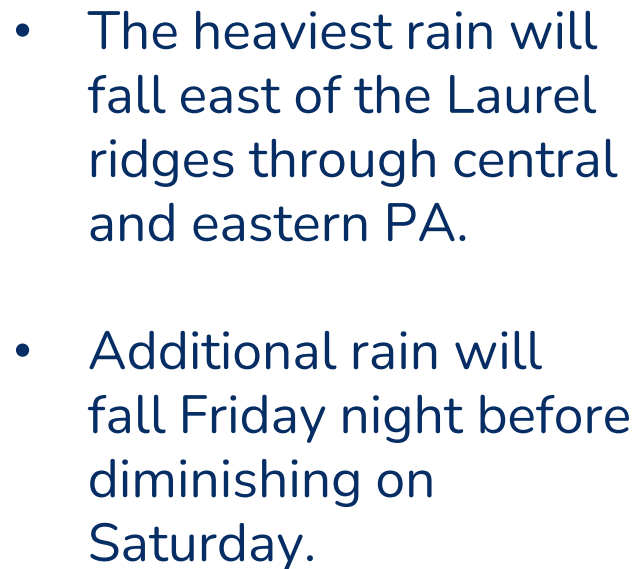 • The heaviest rain will
fall east of the Laurel
ridges through central
and eastern PA.
• Additional rain will
fall Friday night before
diminishing on
Saturday.